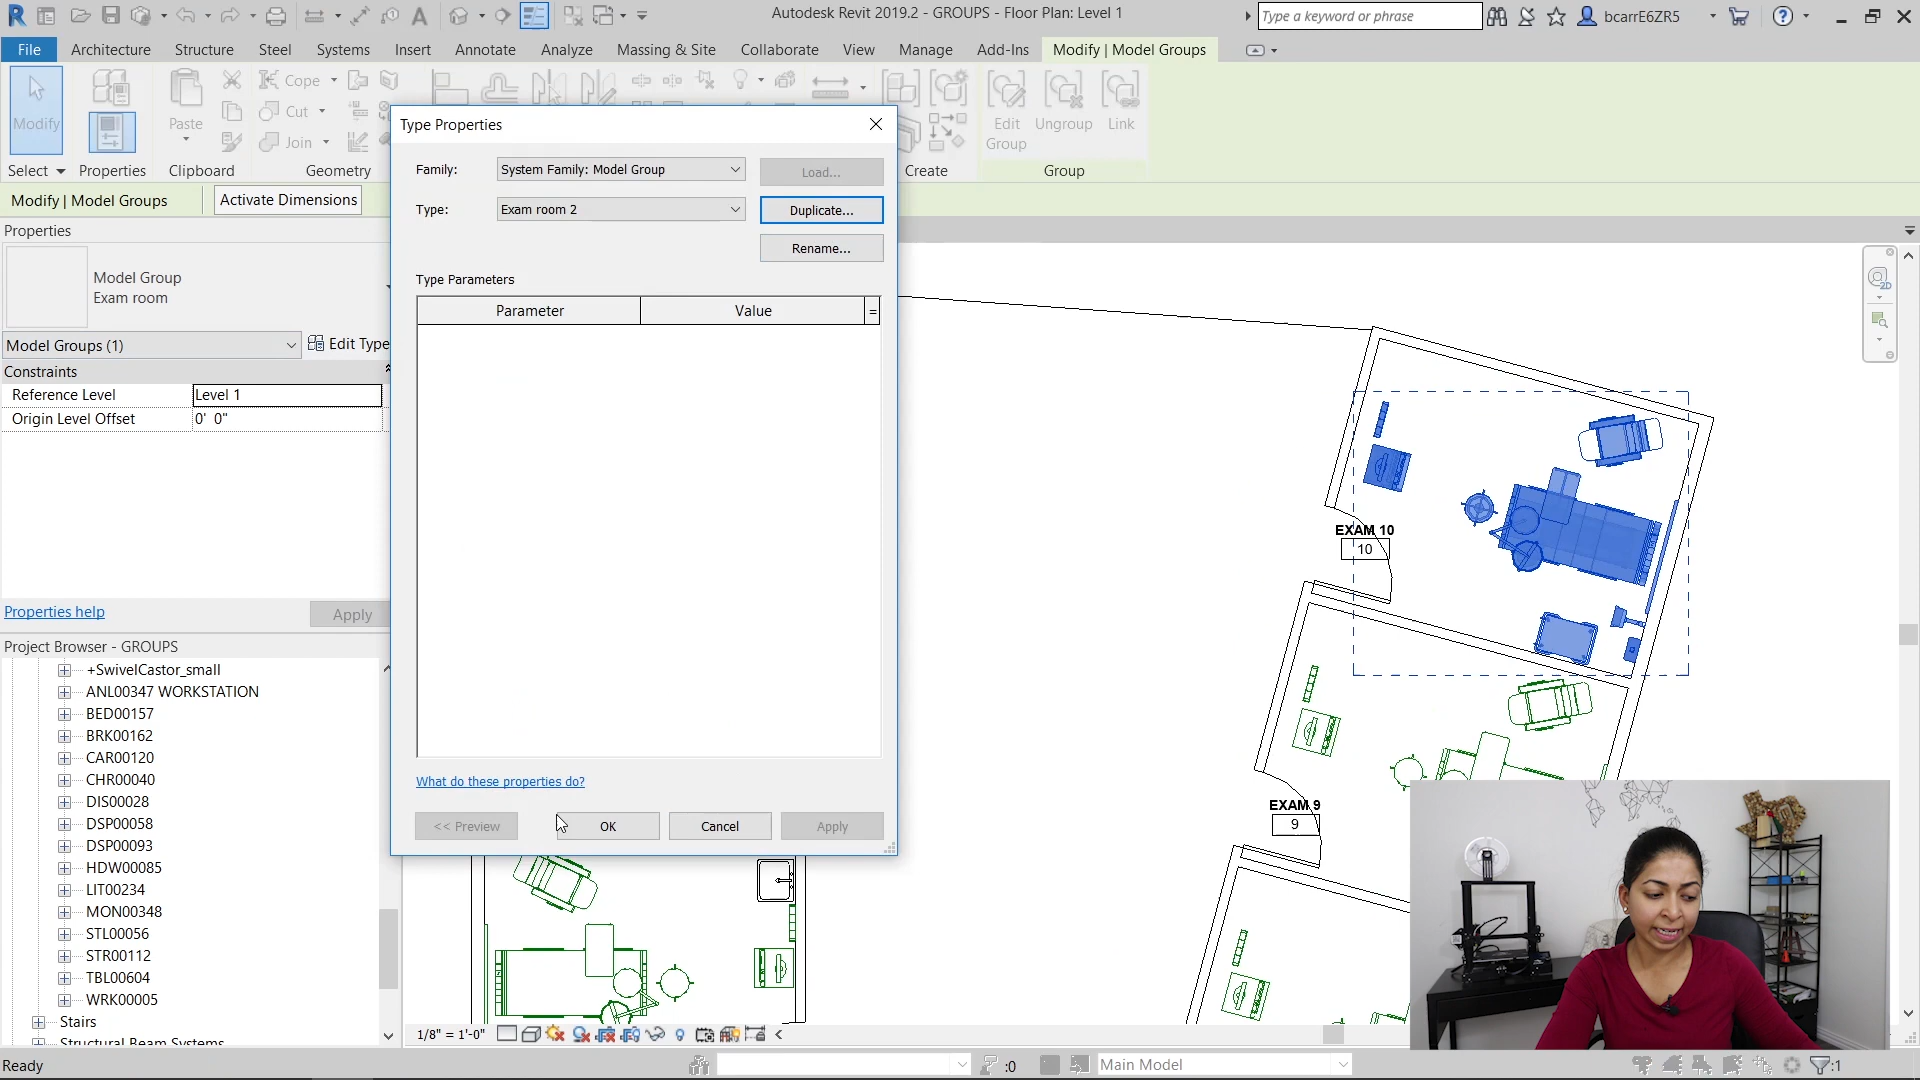 Autodesk Revit 2019.2 - GROUPS - Floor Plan: Level 1
Type a keyword or phrase
bcarrE6ZR5
File
Architecture
Structure
Steel
Systems
Insert
Annotate
Analyze
Massing & Site
Collaborate
View
Manage
Add-Ins
Modify | Model Groups
Modify
Paste
Cope
Cut
Join
Edit
Group
Ungroup
Link
Select
Properties
Clipboard
Geometry
Create
Group
Modify | Model Groups
Activate Dimensions
Properties
Model Group
Exam room
Model Groups (1)
Edit Type
Constraints
Reference Level
Level 1
Origin Level Offset
0' 0"
Properties help
Apply
Project Browser - GROUPS
+SwivelCastor_small
ANL00347 WORKSTATION
BED00157
BRK00162
CAR00120
CHR00040
DIS00028
DSP00058
DSP00093
HDW00085
LIT00234
MON00348
STL00056
STR00112
TBL00604
WRK00005
Stairs
Structural Beam Systems
Type Properties
Family:
System Family: Model Group
Load...
Type:
Exam room 2
Duplicate...
Rename...
Type Parameters
Parameter
Value
=
What do these properties do?
<< Preview
OK
Cancel
Apply
2D
EXAM 10
10
EXAM 9
9
1/8" = 1'-0"
Ready
:0
Main Model
:1